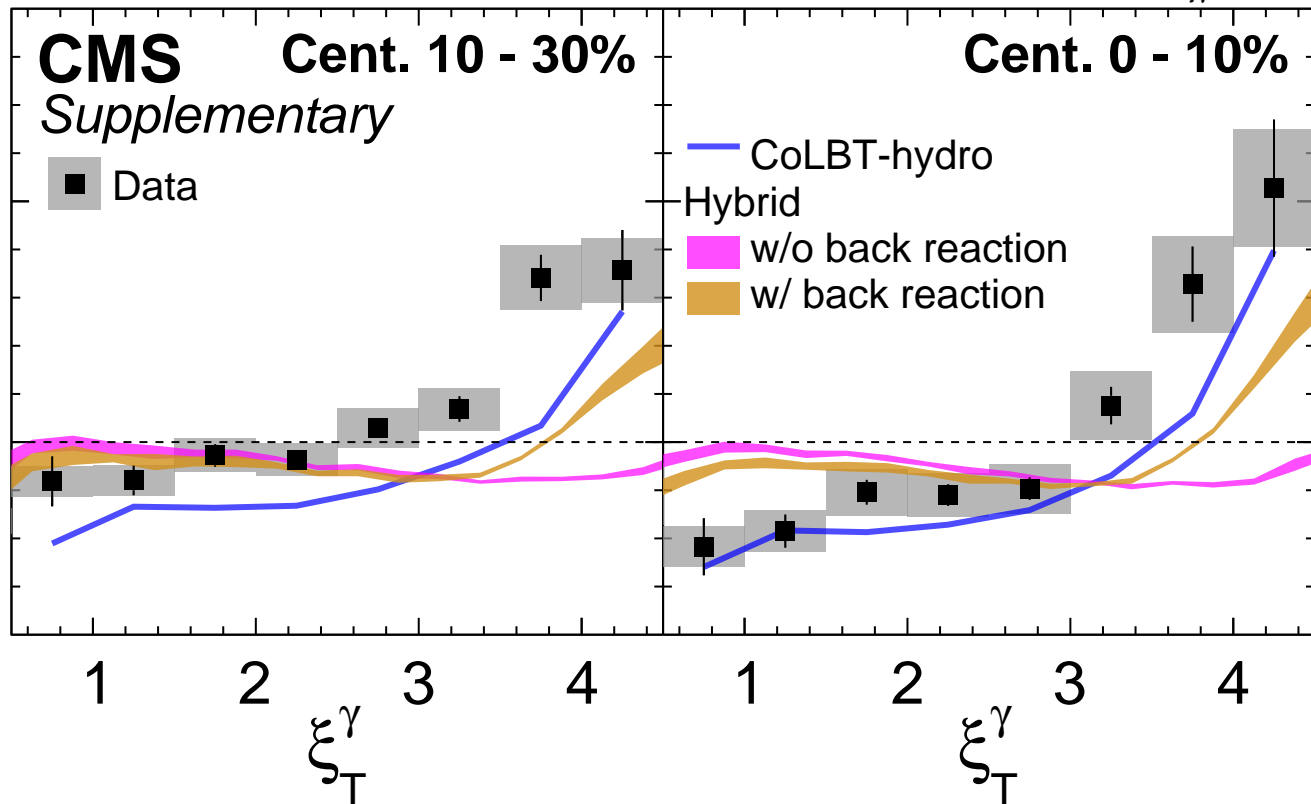 CMS
Supplementary
Cent. 10 - 30%
Data
Cent. 0 - 10%
CoLBT-hydro
Hybrid
w/o back reaction
w/ back reaction
1 2 3 4
1 2 3 4
ξ_T^γ
ξ_T^γ